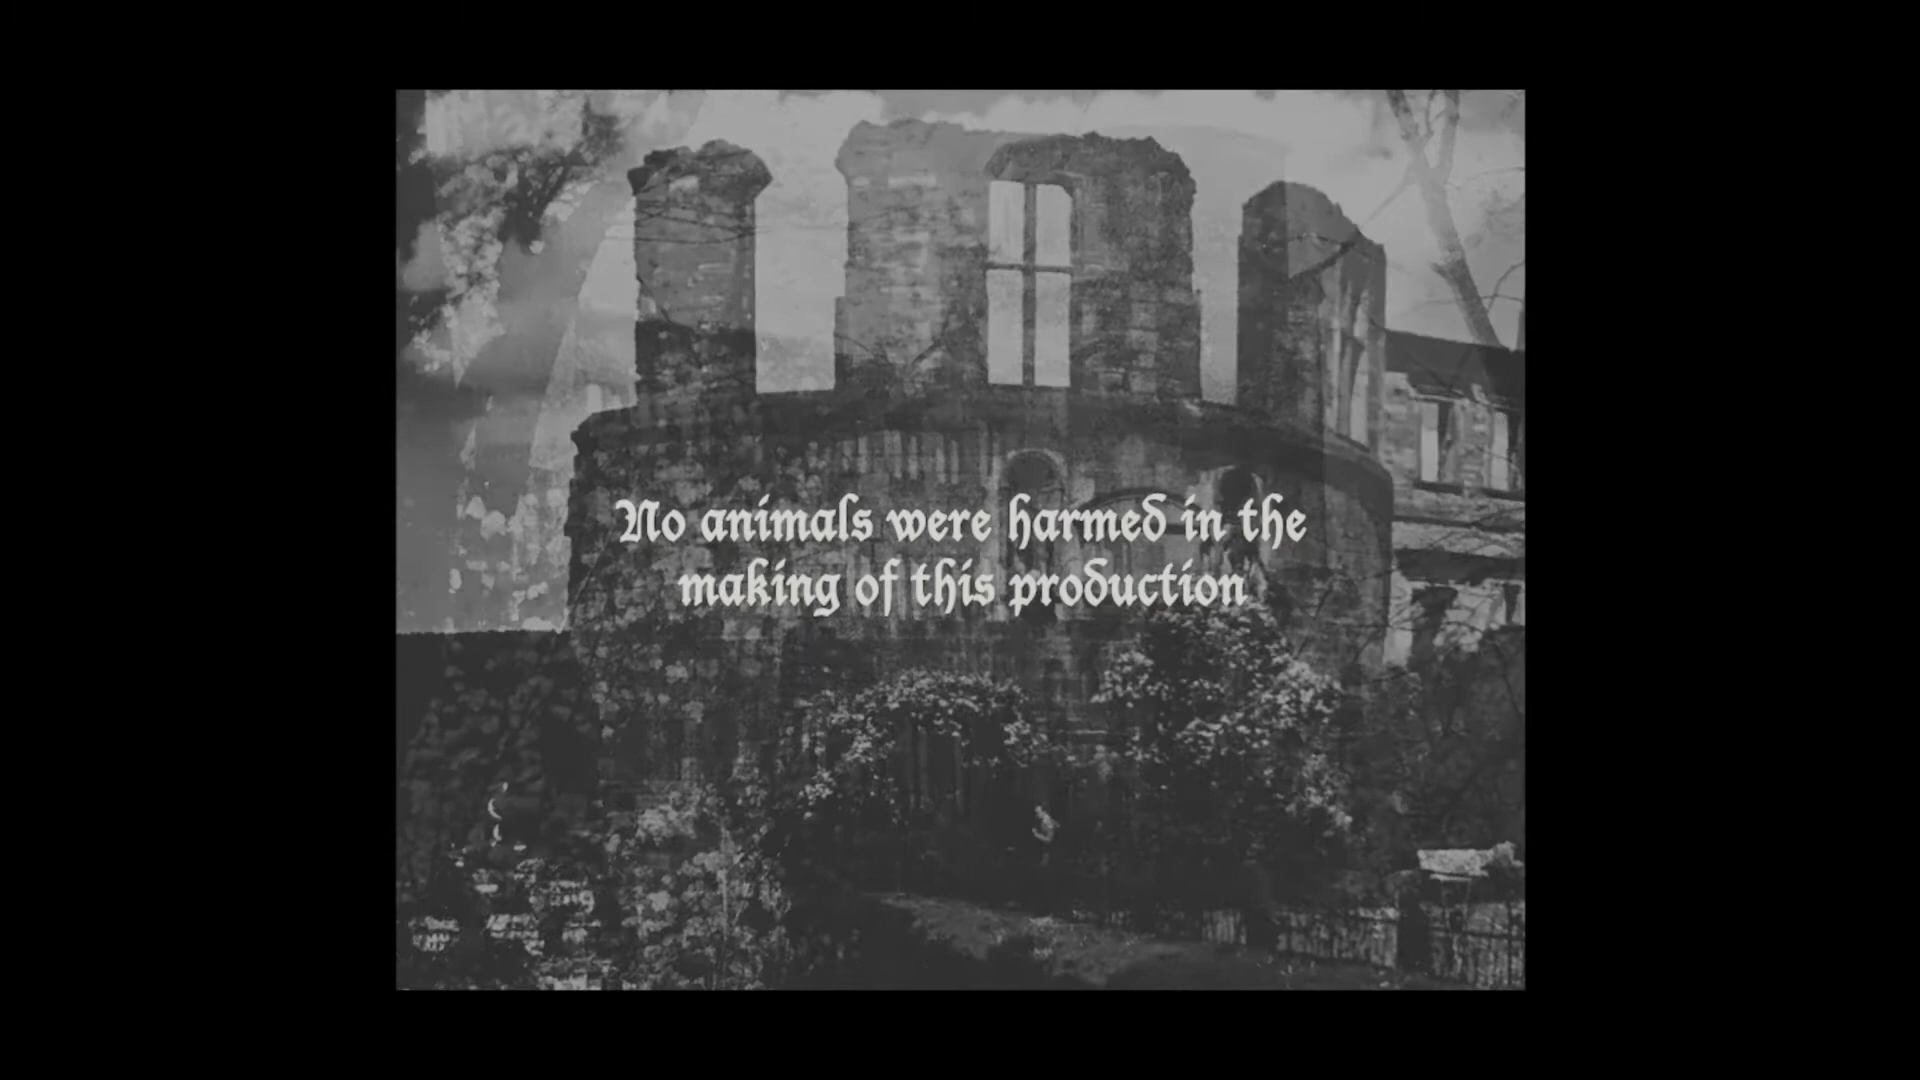 No animals were harmed in the
making of this production